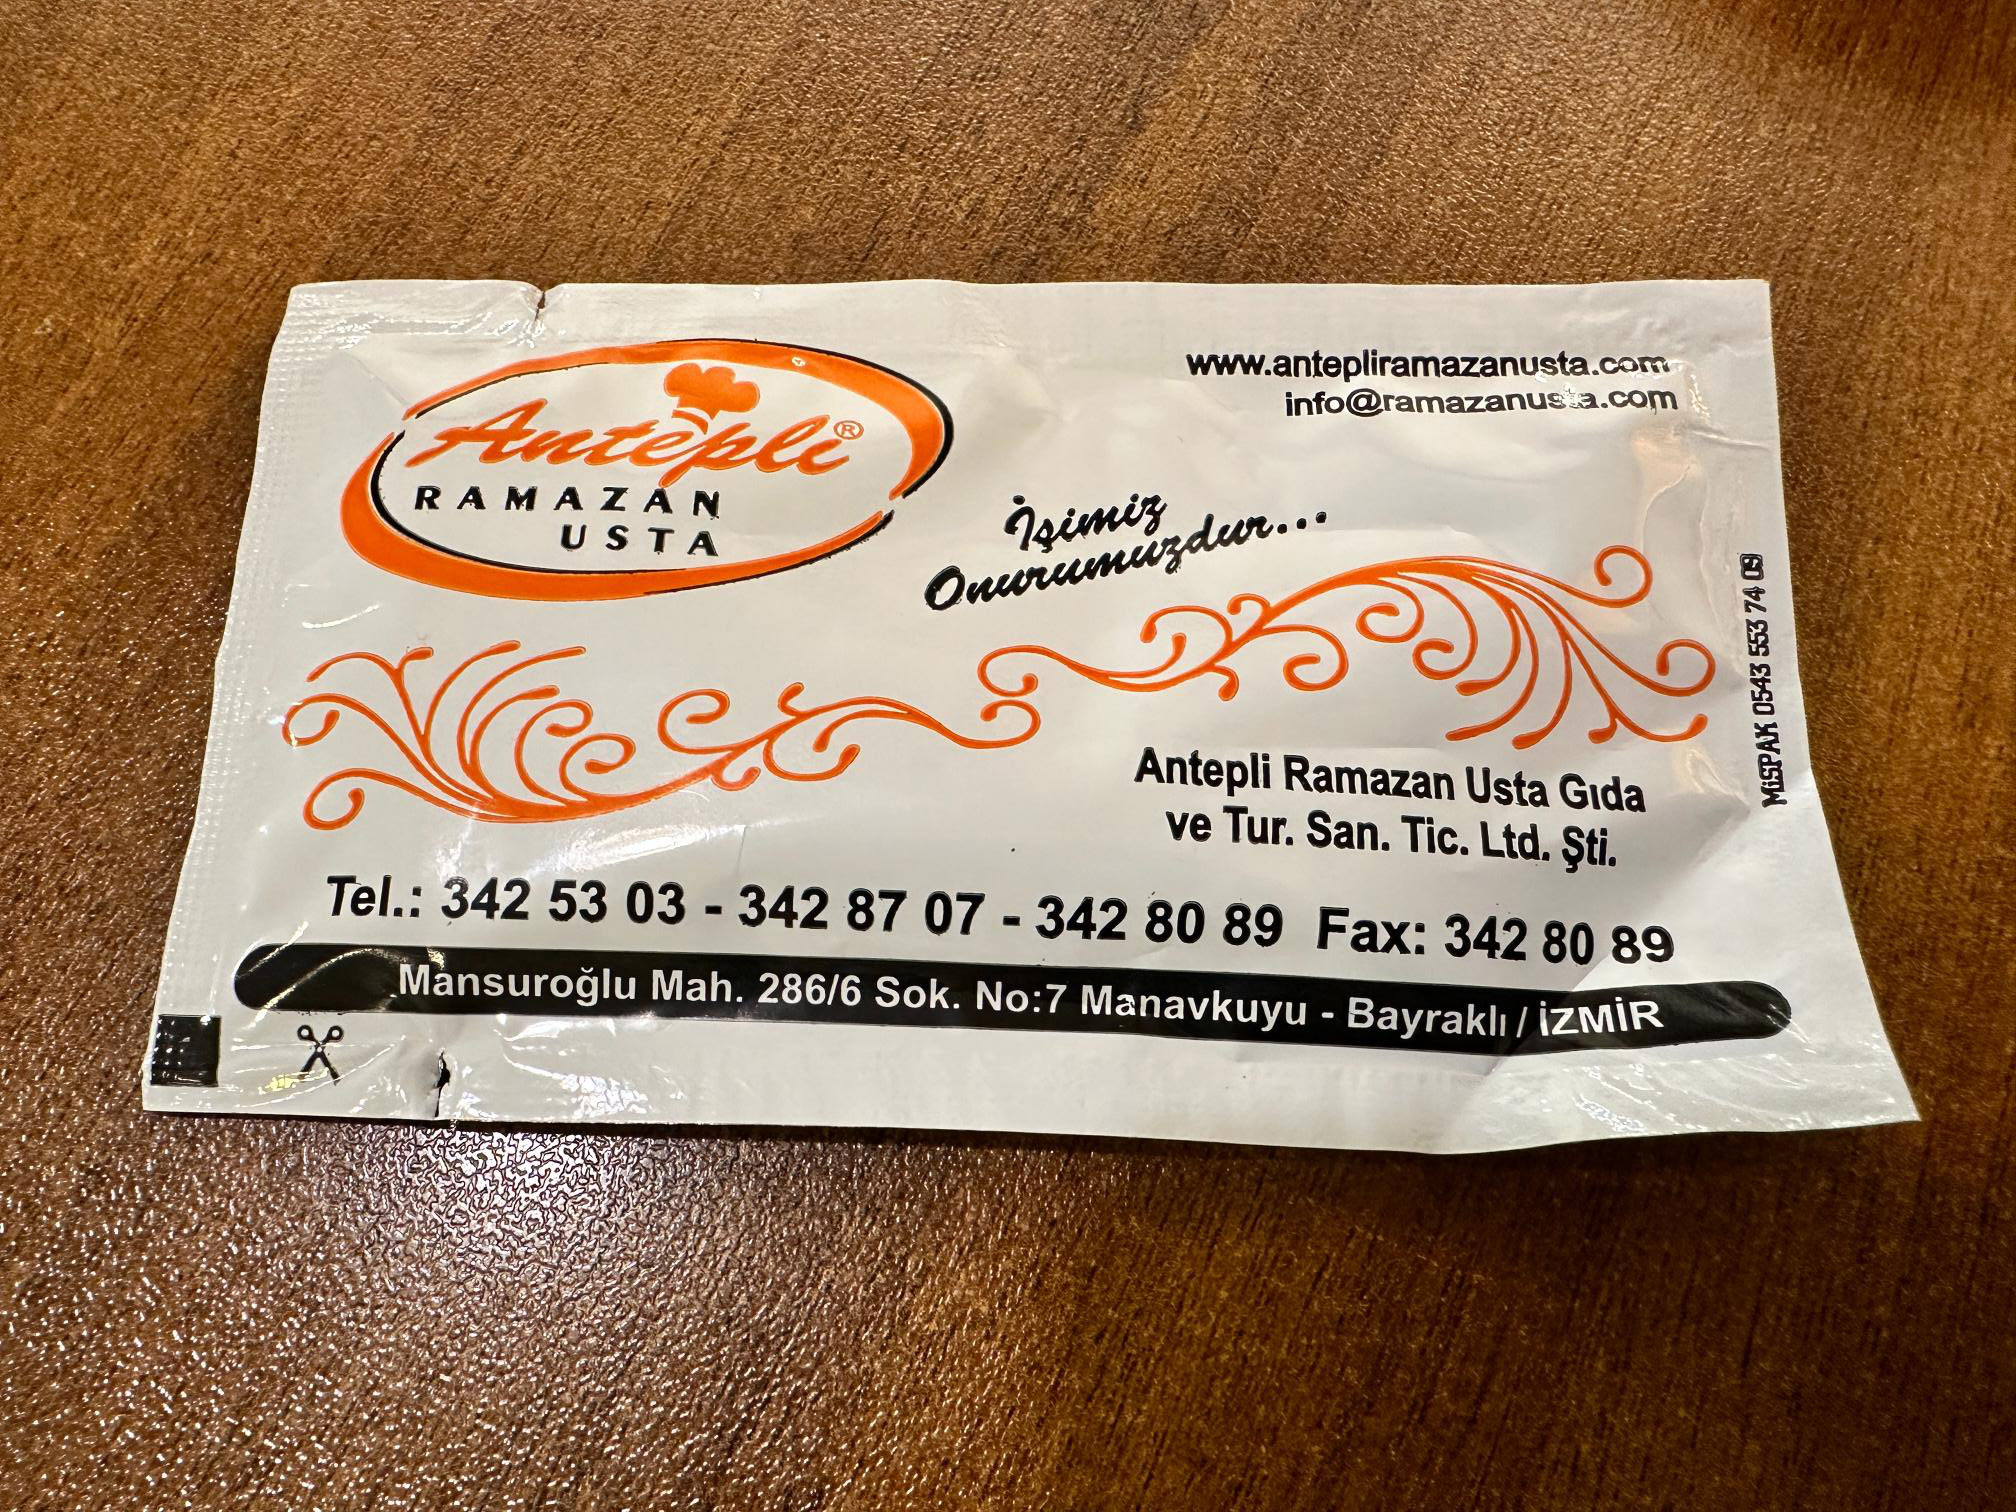 Antepli®
RAMAZAN
USTA
www.antepliramazanusta.com
info@ramazanusta.com
İşimiz
Onurumuzdur...
MİSPAK 0543 553 74 09
Antepli Ramazan Usta Gıda
ve Tur. San. Tic. Ltd. Şti.
Tel.: 342 53 03 - 342 87 07 - 342 80 89 Fax: 342 80 89
Mansuroğlu Mah. 286/6 Sok. No:7 Manavkuyu - Bayraklı / İZMİR